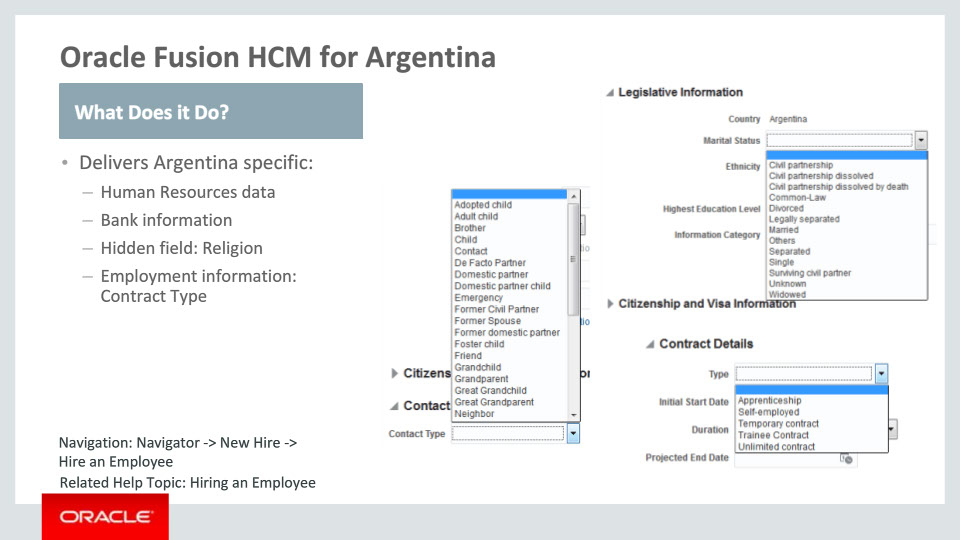 Oracle Fusion HCM for Argentina
What Does it Do?
• Delivers Argentina specific:
– Human Resources data
– Bank information
– Hidden field: Religion
– Employment information:
Contract Type
Navigation: Navigator -> New Hire ->
Hire an Employee
Related Help Topic: Hiring an Employee
Adopted child
Adult child
Brother
Child
Contact
De Facto Partner
Domestic partner
Domestic partner child
Emergency
Former Civil Partner
Former Spouse
Former domestic partner
Foster child
Friend
Grandchild
Grandparent
Great Grandchild
Great Grandparent
Neighbor
Citizens
Contact
Contact Type
Legislative Information
Country Argentina
Marital Status
Ethnicity
Highest Education Level
Information Category
Civil partnership
Civil partnership dissolved
Civil partnership dissolved by death
Common-Law
Divorced
Legally separated
Married
Others
Separated
Single
Surviving civil partner
Unknown
Widowed
Citizenship and Visa Information
Contract Details
Type
Initial Start Date
Duration
Projected End Date
Apprenticeship
Self-employed
Temporary contract
Trainee Contract
Unlimited contract
ORACLE